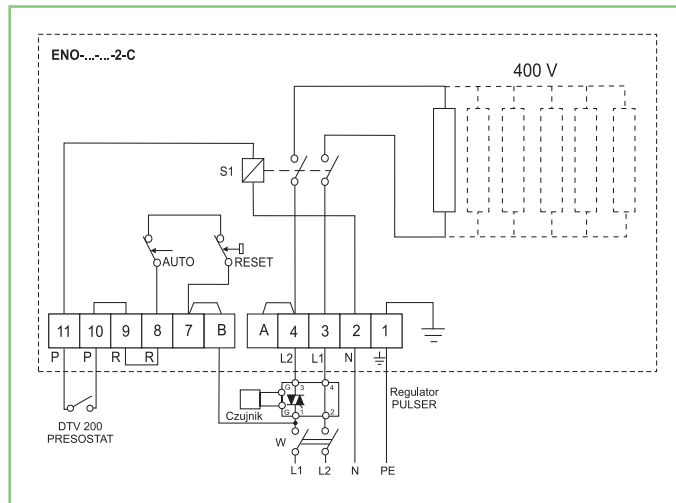 ENO-...-...-2-C
400 V
S1
AUTO
RESET
11 10 9 8 7 B A 4 3 2 1
P P R R L2 L1 N
G 3 4
Regulator
PULSER
Czujnik
G 1 2
DTV 200
PRESOSTAT
W
L1 L2 N PE